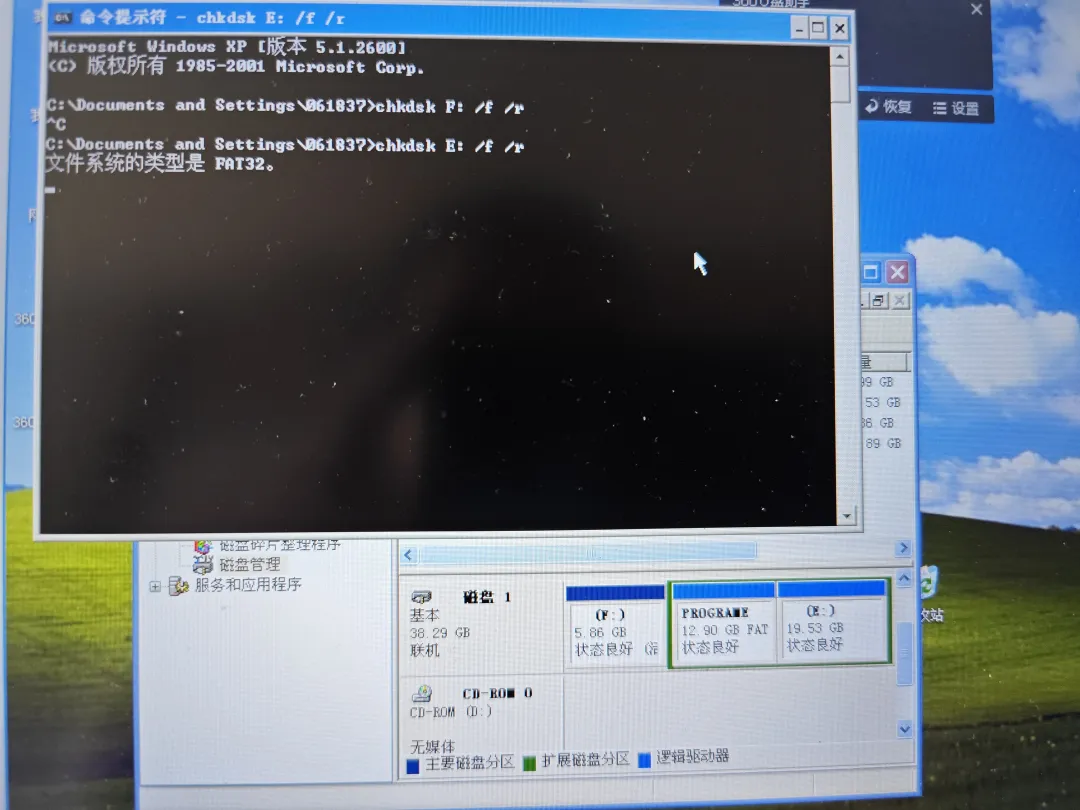 命令提示符 - chkdsk E: /f /r
Microsoft Windows XP [版本 5.1.2600]
(C) 版权所有 1985-2001 Microsoft Corp.
C:\Documents and Settings\061837>chkdsk F: /f /r
^C
C:\Documents and Settings\061837>chkdsk E: /f /r
文件系统的类型是 FAT32。
恢复
设置
360
360
量
53 GB
89 GB
磁盘碎片整理程序
磁盘管理
服务和应用程序
磁盘 1
基本
38.29 GB
联机
(F:)
5.86 GB
状态良好
PROGRAME
12.90 GB FAT
状态良好
(E:)
19.53 GB
状态良好
CD-ROM 0
CD-ROM (D:)
无媒体
主要磁盘分区
扩展磁盘分区
逻辑驱动器
收站